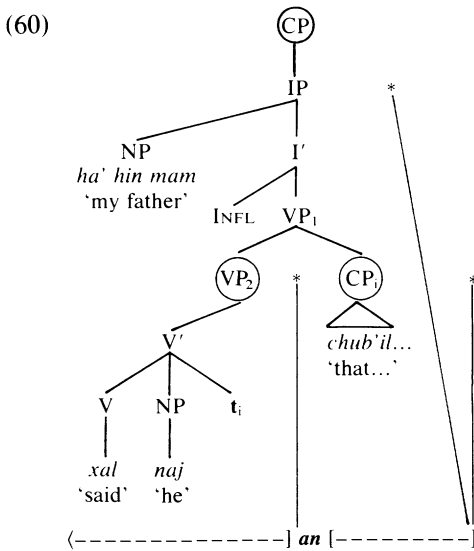 (60)
CP
IP *
NP I′
ha' hin mam
'my father'
INFL VP₁
VP₂ * CPᵢ *
chub'il...
'that...'
V′
V NP tᵢ
xal naj
'said' 'he'
⟨- - - - - - - - - - - - - - - - -] an [- - - - - - - - - - -]